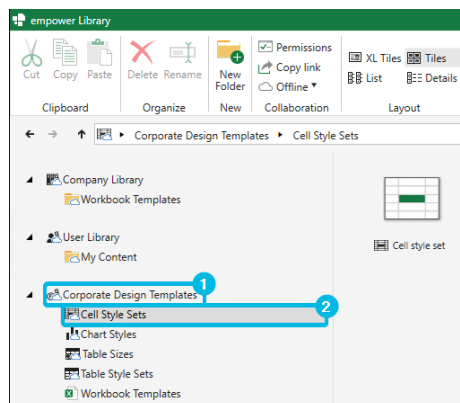 empower Library
Cut Copy Paste Delete Rename New Folder Permissions Copy link Offline XL Tiles Tiles List Details
Clipboard Organize New Collaboration Layout
Corporate Design Templates Cell Style Sets
Company Library
Workbook Templates
User Library
My Content
Cell style set
1
Corporate Design Templates
2
Cell Style Sets
Chart Styles
Table Sizes
Table Style Sets
Workbook Templates